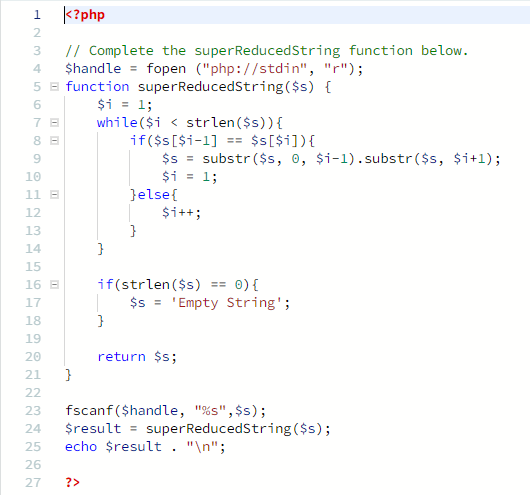 1 <?php
2
3 // Complete the superReducedString function below.
4 $handle = fopen ("php://stdin", "r");
5 function superReducedString($s) {
6     $i = 1;
7     while($i < strlen($s)){
8         if($s[$i-1] == $s[$i]){
9             $s = substr($s, 0, $i-1).substr($s, $i+1);
10             $i = 1;
11         }else{
12             $i++;
13         }
14     }
15
16     if(strlen($s) == 0){
17         $s = 'Empty String';
18     }
19
20     return $s;
21 }
22
23 fscanf($handle, "%s",$s);
24 $result = superReducedString($s);
25 echo $result . "\n";
26
27 ?>